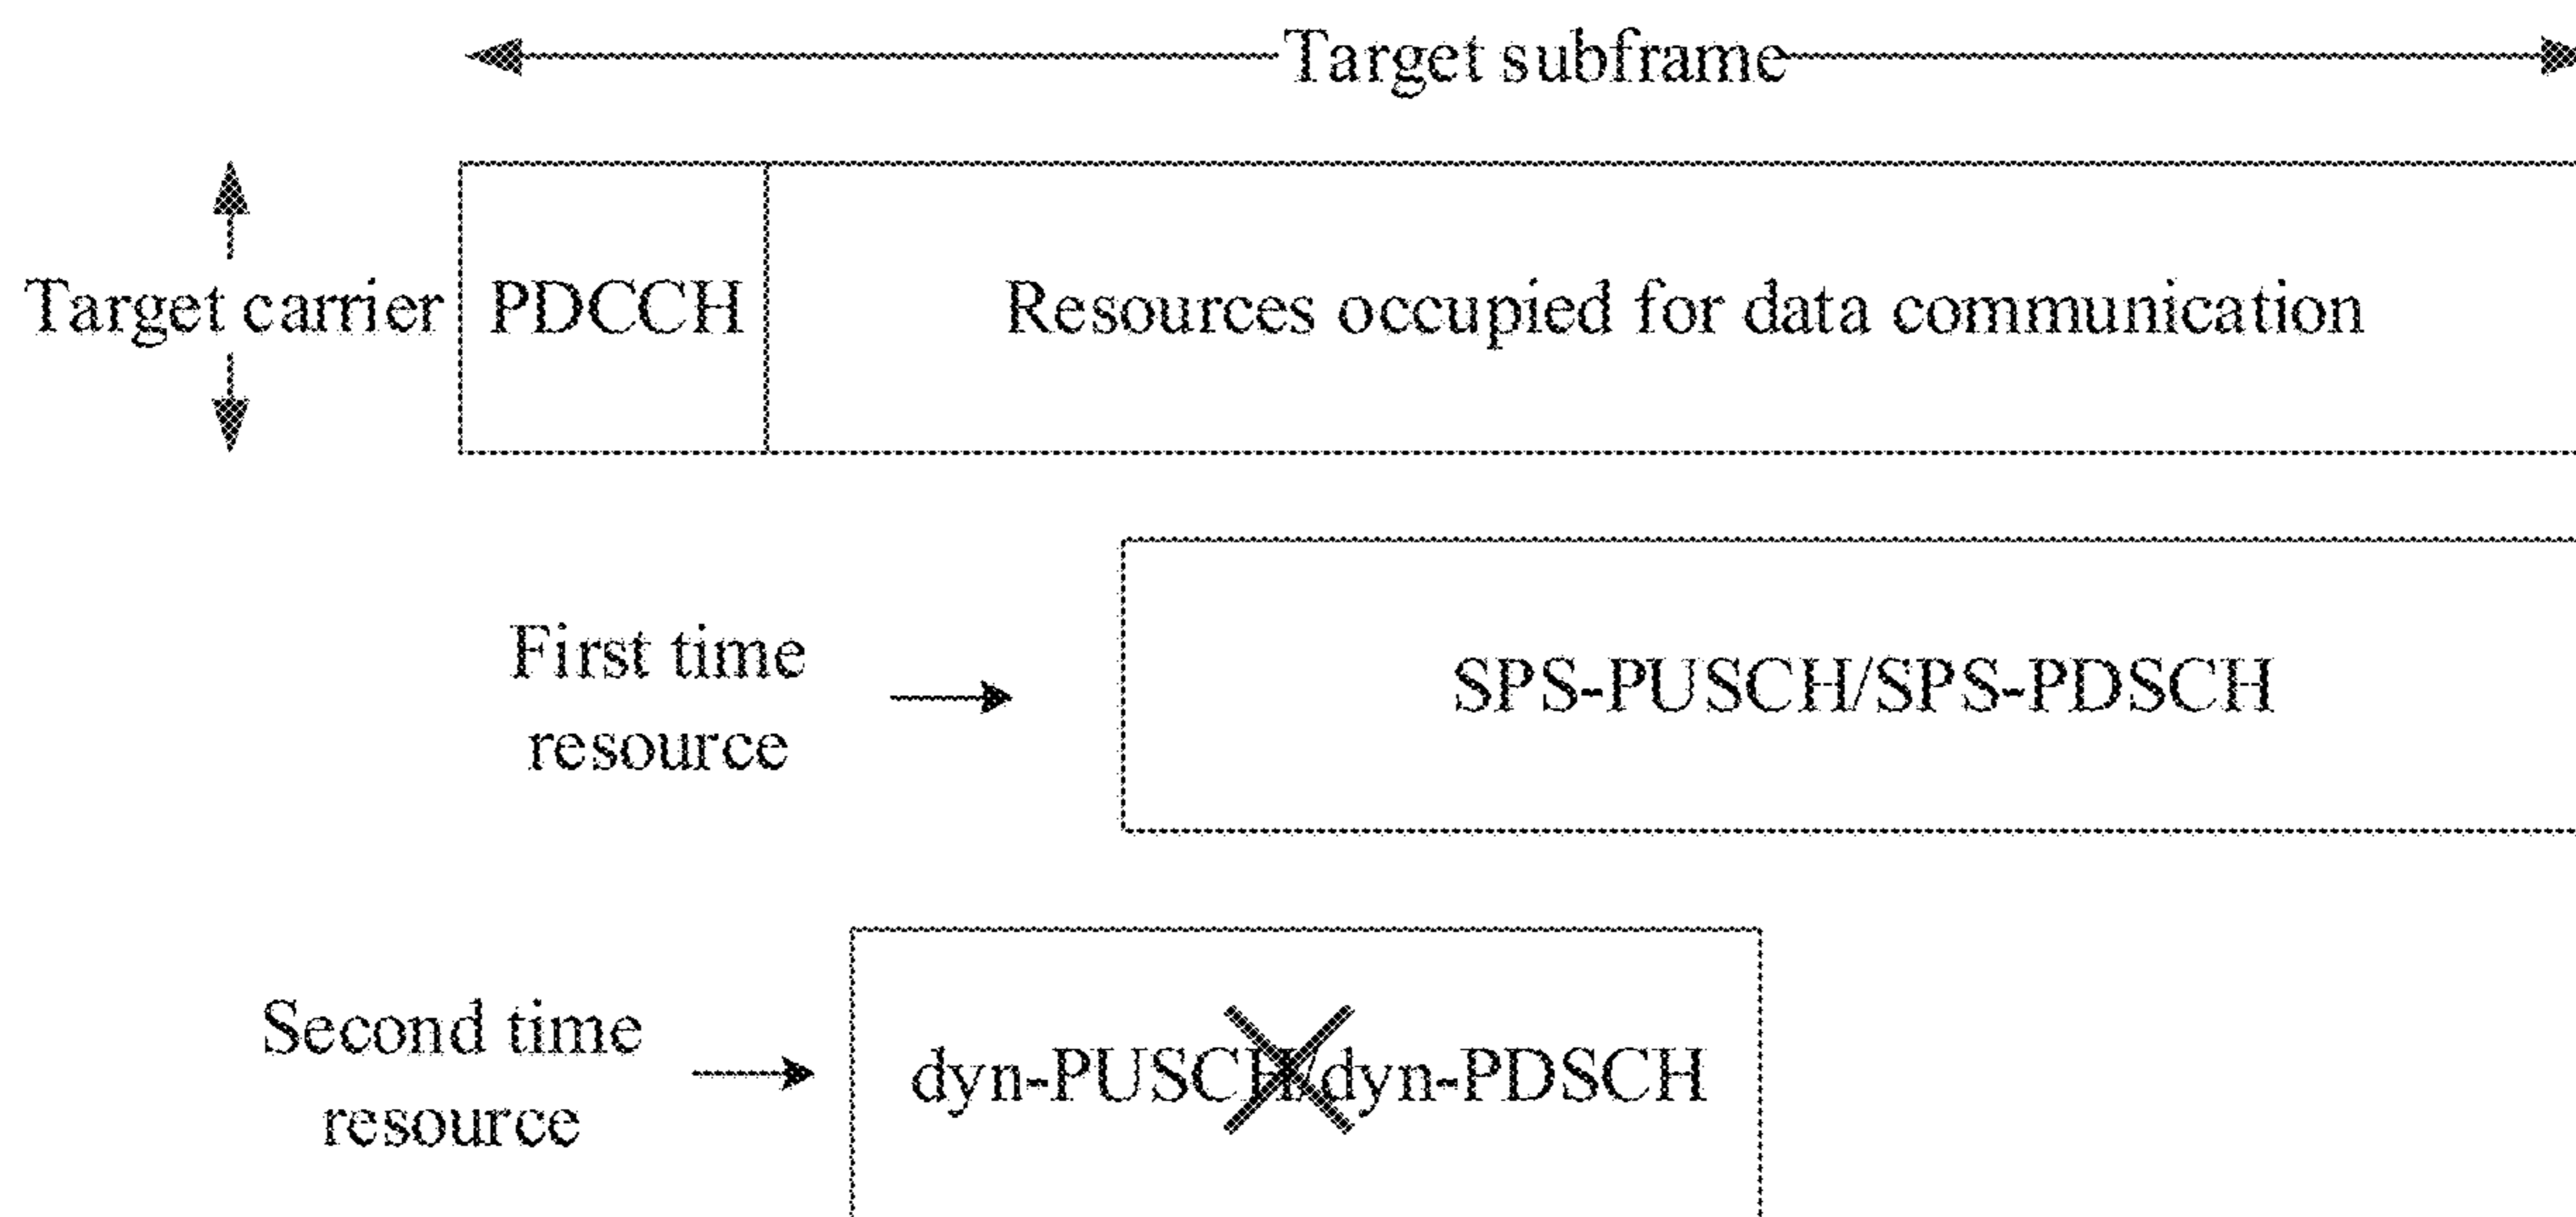 Target subframe
Target carrier
PDCCH
Resources occupied for data communication
First time
resource
SPS-PUSCH/SPS-PDSCH
Second time
resource
dyn-PUSCH/dyn-PDSCH